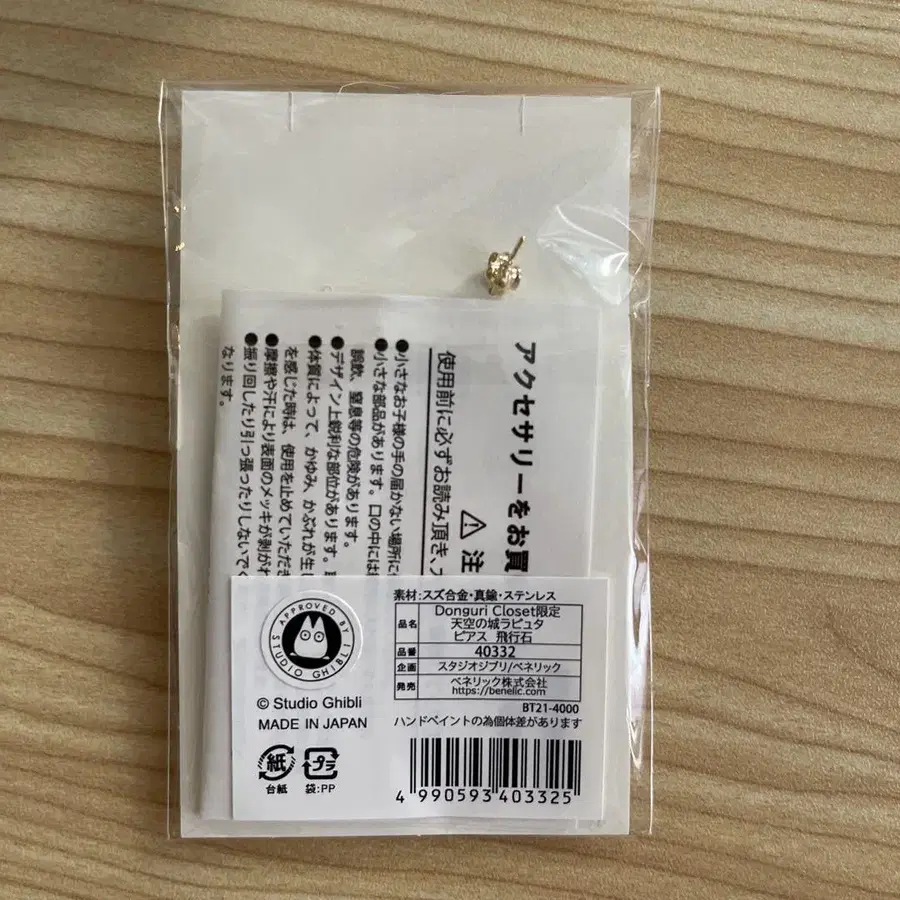 アクセサリーをお買
使用前に必ずお読み頂き、
注
●小さなお子様の手の届かない場所に
●小さな部品があります。口の中には
誤飲、窒息等の危険があります。
●デザイン上鋭利な部位があります。
●体質によって、かゆみ、かぶれが生
を感じた時は、使用を止めていただき
●摩擦や汗により表面のメッキが剥が
●振り回したり引っ張ったりしないで
なります。
APPROVED BY
STUDIO GHIBLI
© Studio Ghibli
MADE IN JAPAN
紙
台紙
プラ
袋:PP
素材:スズ合金・真鍮・ステンレス
品名
Donguri Closet限定
天空の城ラピュタ
ピアス 飛行石
品番 40332
企画 スタジオジブリ/ベネリック
発売
ベネリック株式会社
https://benelic.com
BT21-4000
ハンドペイントの為個体差があります
4 990593 403325